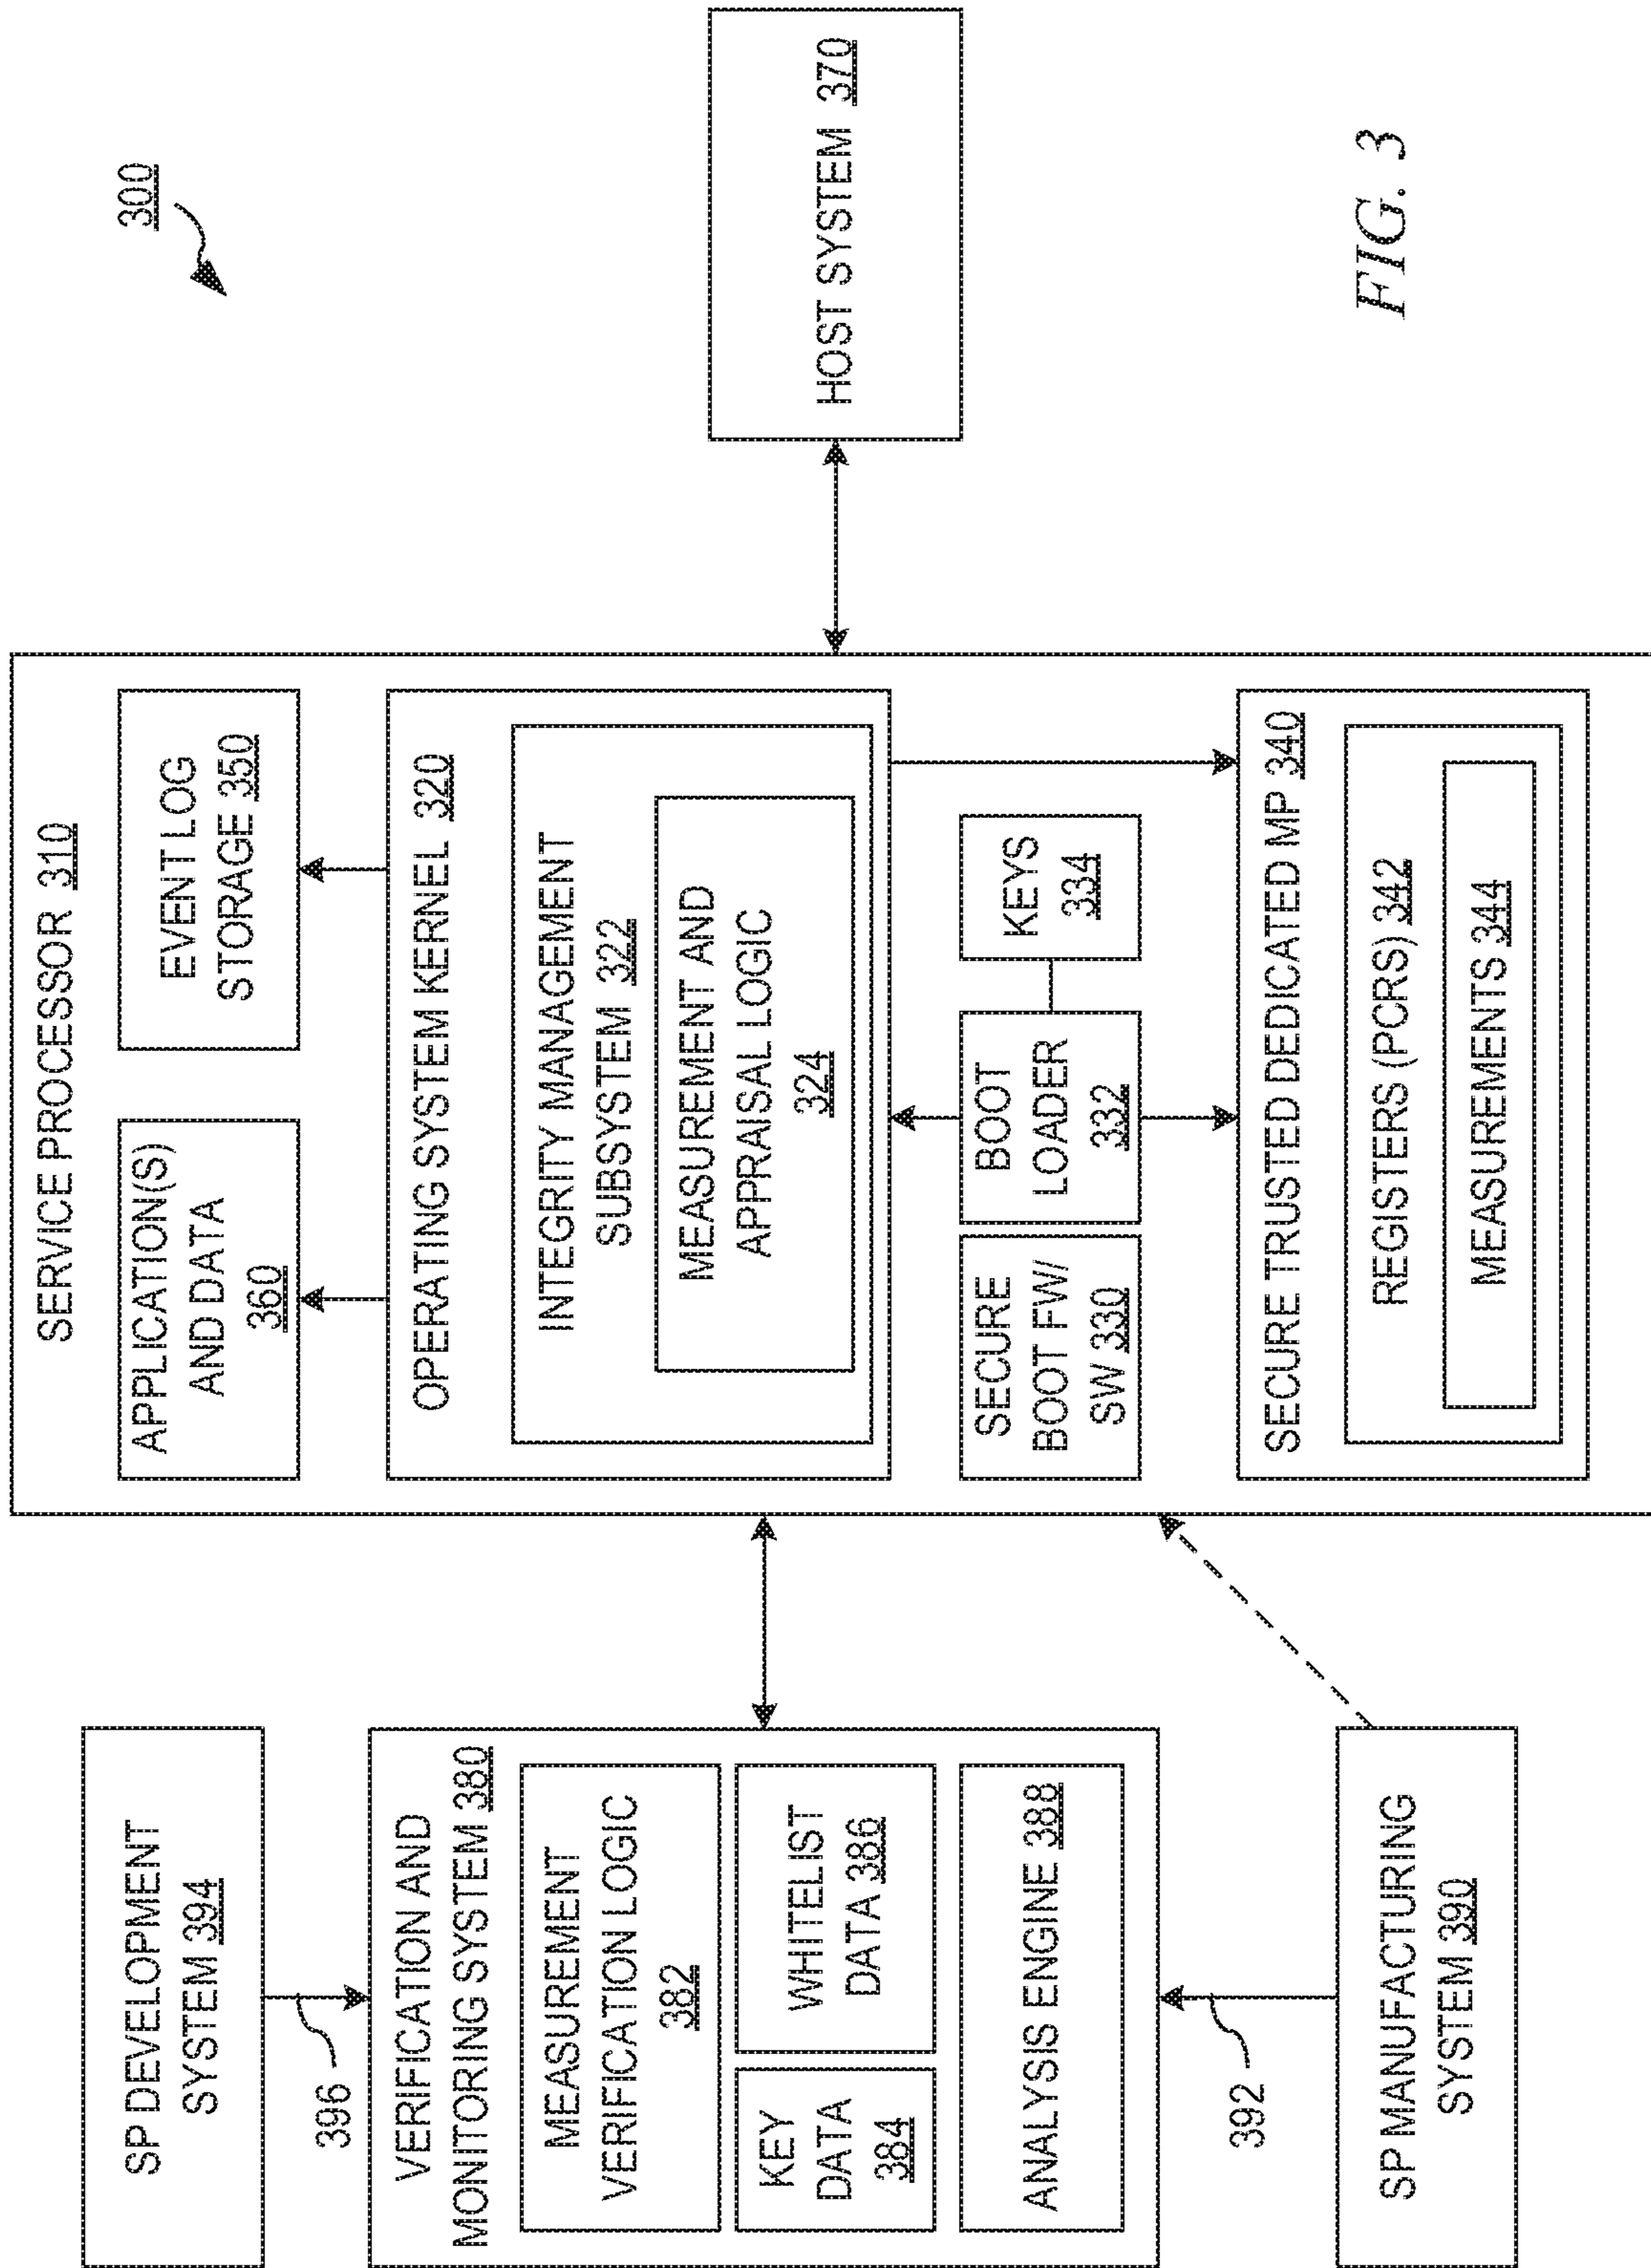 300
SP DEVELOPMENT
SYSTEM 394
396
VERIFICATION AND
MONITORING SYSTEM 380
MEASUREMENT
VERIFICATION LOGIC
382
KEY
DATA
384
WHITELIST
DATA 386
ANALYSIS ENGINE 388
392
SP MANUFACTURING
SYSTEM 390
SERVICE PROCESSOR 310
APPLICATION(S)
AND DATA
360
EVENT LOG
STORAGE 350
OPERATING SYSTEM KERNEL 320
INTEGRITY MANAGEMENT
SUBSYSTEM 322
MEASUREMENT AND
APPRAISAL LOGIC
324
SECURE
BOOT FW/
SW 330
BOOT
LOADER
332
KEYS
334
SECURE TRUSTED DEDICATED MP 340
REGISTERS (PCRS) 342
MEASUREMENTS 344
HOST SYSTEM 370
FIG. 3